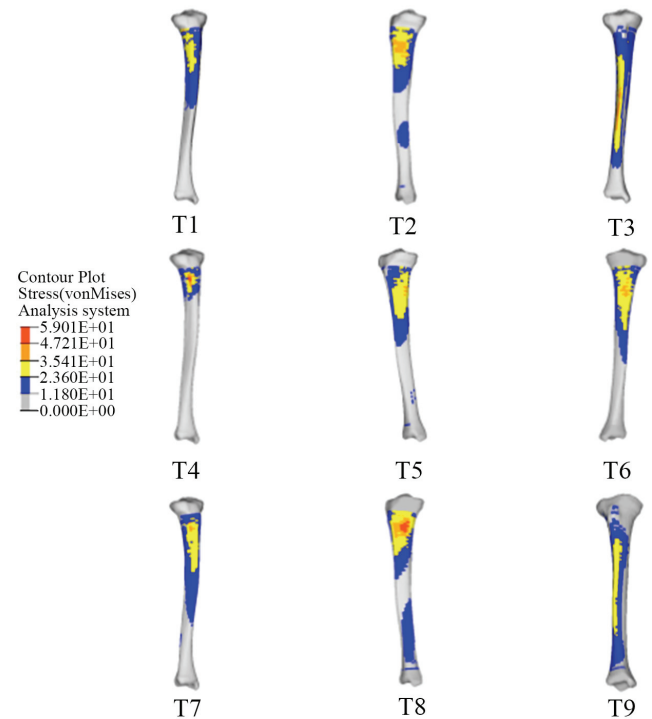 T1
T2
T3
Contour Plot
Stress(vonMises)
Analysis system
5.901E+01
4.721E+01
3.541E+01
2.360E+01
1.180E+01
0.000E+00
T4
T5
T6
T7
T8
T9